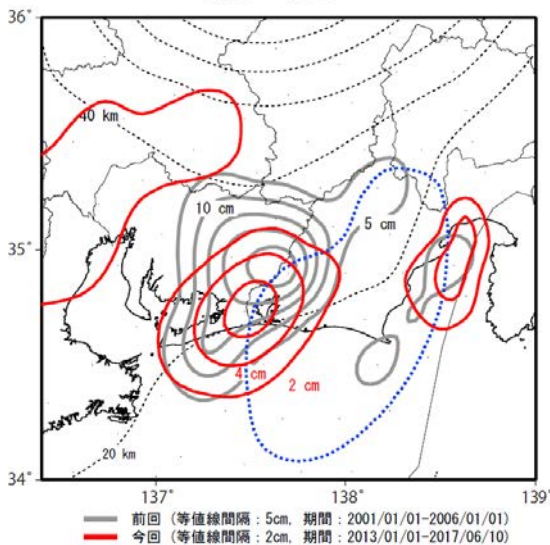 36°
40 km
10 cm
5 cm
35°
4 cm
2 cm
20 km
34°
137°
138°
139°
前回 (等値線間隔：5cm, 期間：2001/01/01-2006/01/01)
今回 (等値線間隔：2cm, 期間：2013/01/01-2017/06/10)